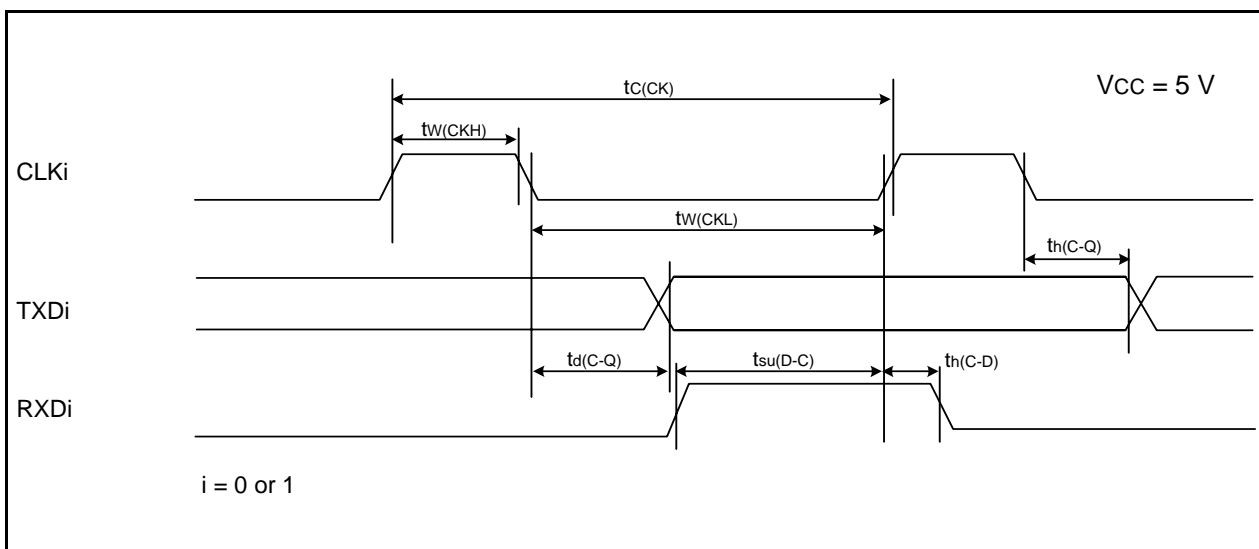 tC(CK)
VCC = 5 V
tW(CKH)
CLKi
tW(CKL)
th(C-Q)
TXDi
td(C-Q)
tsu(D-C)
th(C-D)
RXDi
i = 0 or 1